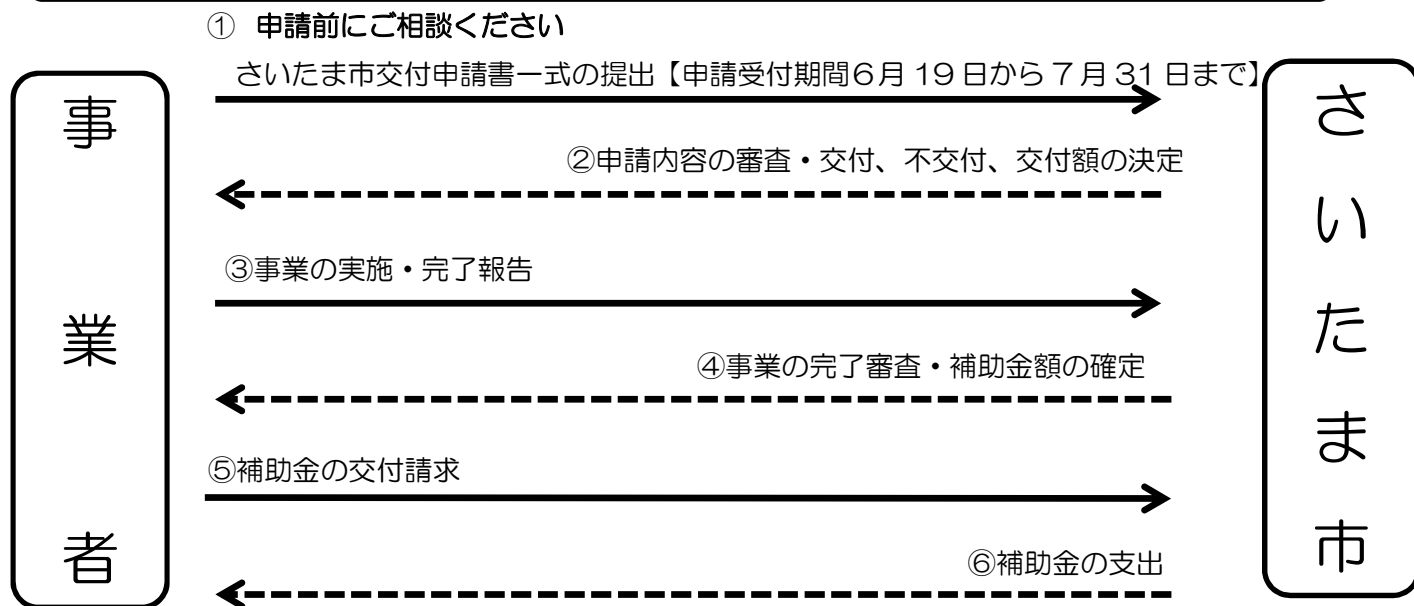 ① 申請前にご相談ください
さいたま市交付申請書一式の提出【申請受付期間6月 19 日から 7 月 31 日まで】
②申請内容の審査・交付、不交付、交付額の決定
③事業の実施・完了報告
④事業の完了審査・補助金額の確定
⑤補助金の交付請求
⑥補助金の支出
事業者
さいたま市